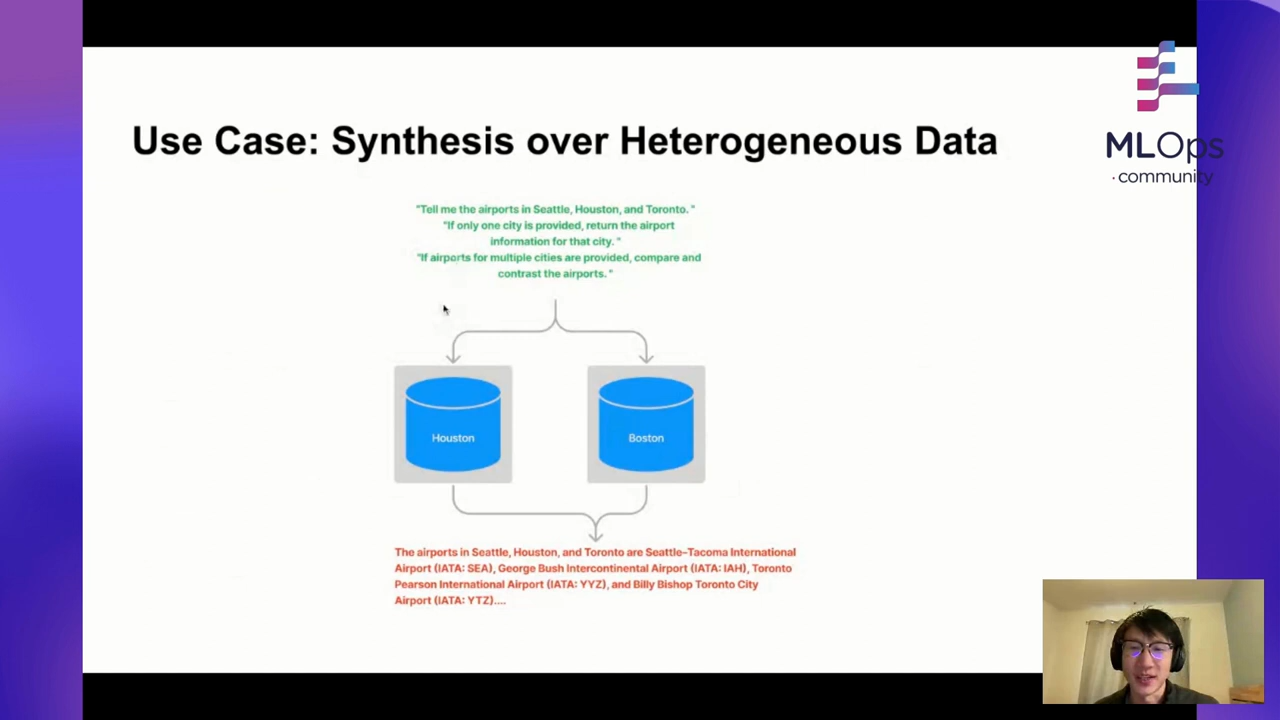 Use Case: Synthesis over Heterogeneous Data
MLOps
community
"Tell me the airports in Seattle, Houston, and Toronto. "
"If only one city is provided, return the airport
information for that city. "
"If airports for multiple cities are provided, compare and
contrast the airports. "
Houston
Boston
The airports in Seattle, Houston, and Toronto are Seattle-Tacoma International
Airport (IATA: SEA), George Bush Intercontinental Airport (IATA: IAH), Toronto
Pearson International Airport (IATA: YYZ), and Billy Bishop Toronto City
Airport (IATA: YTZ)....